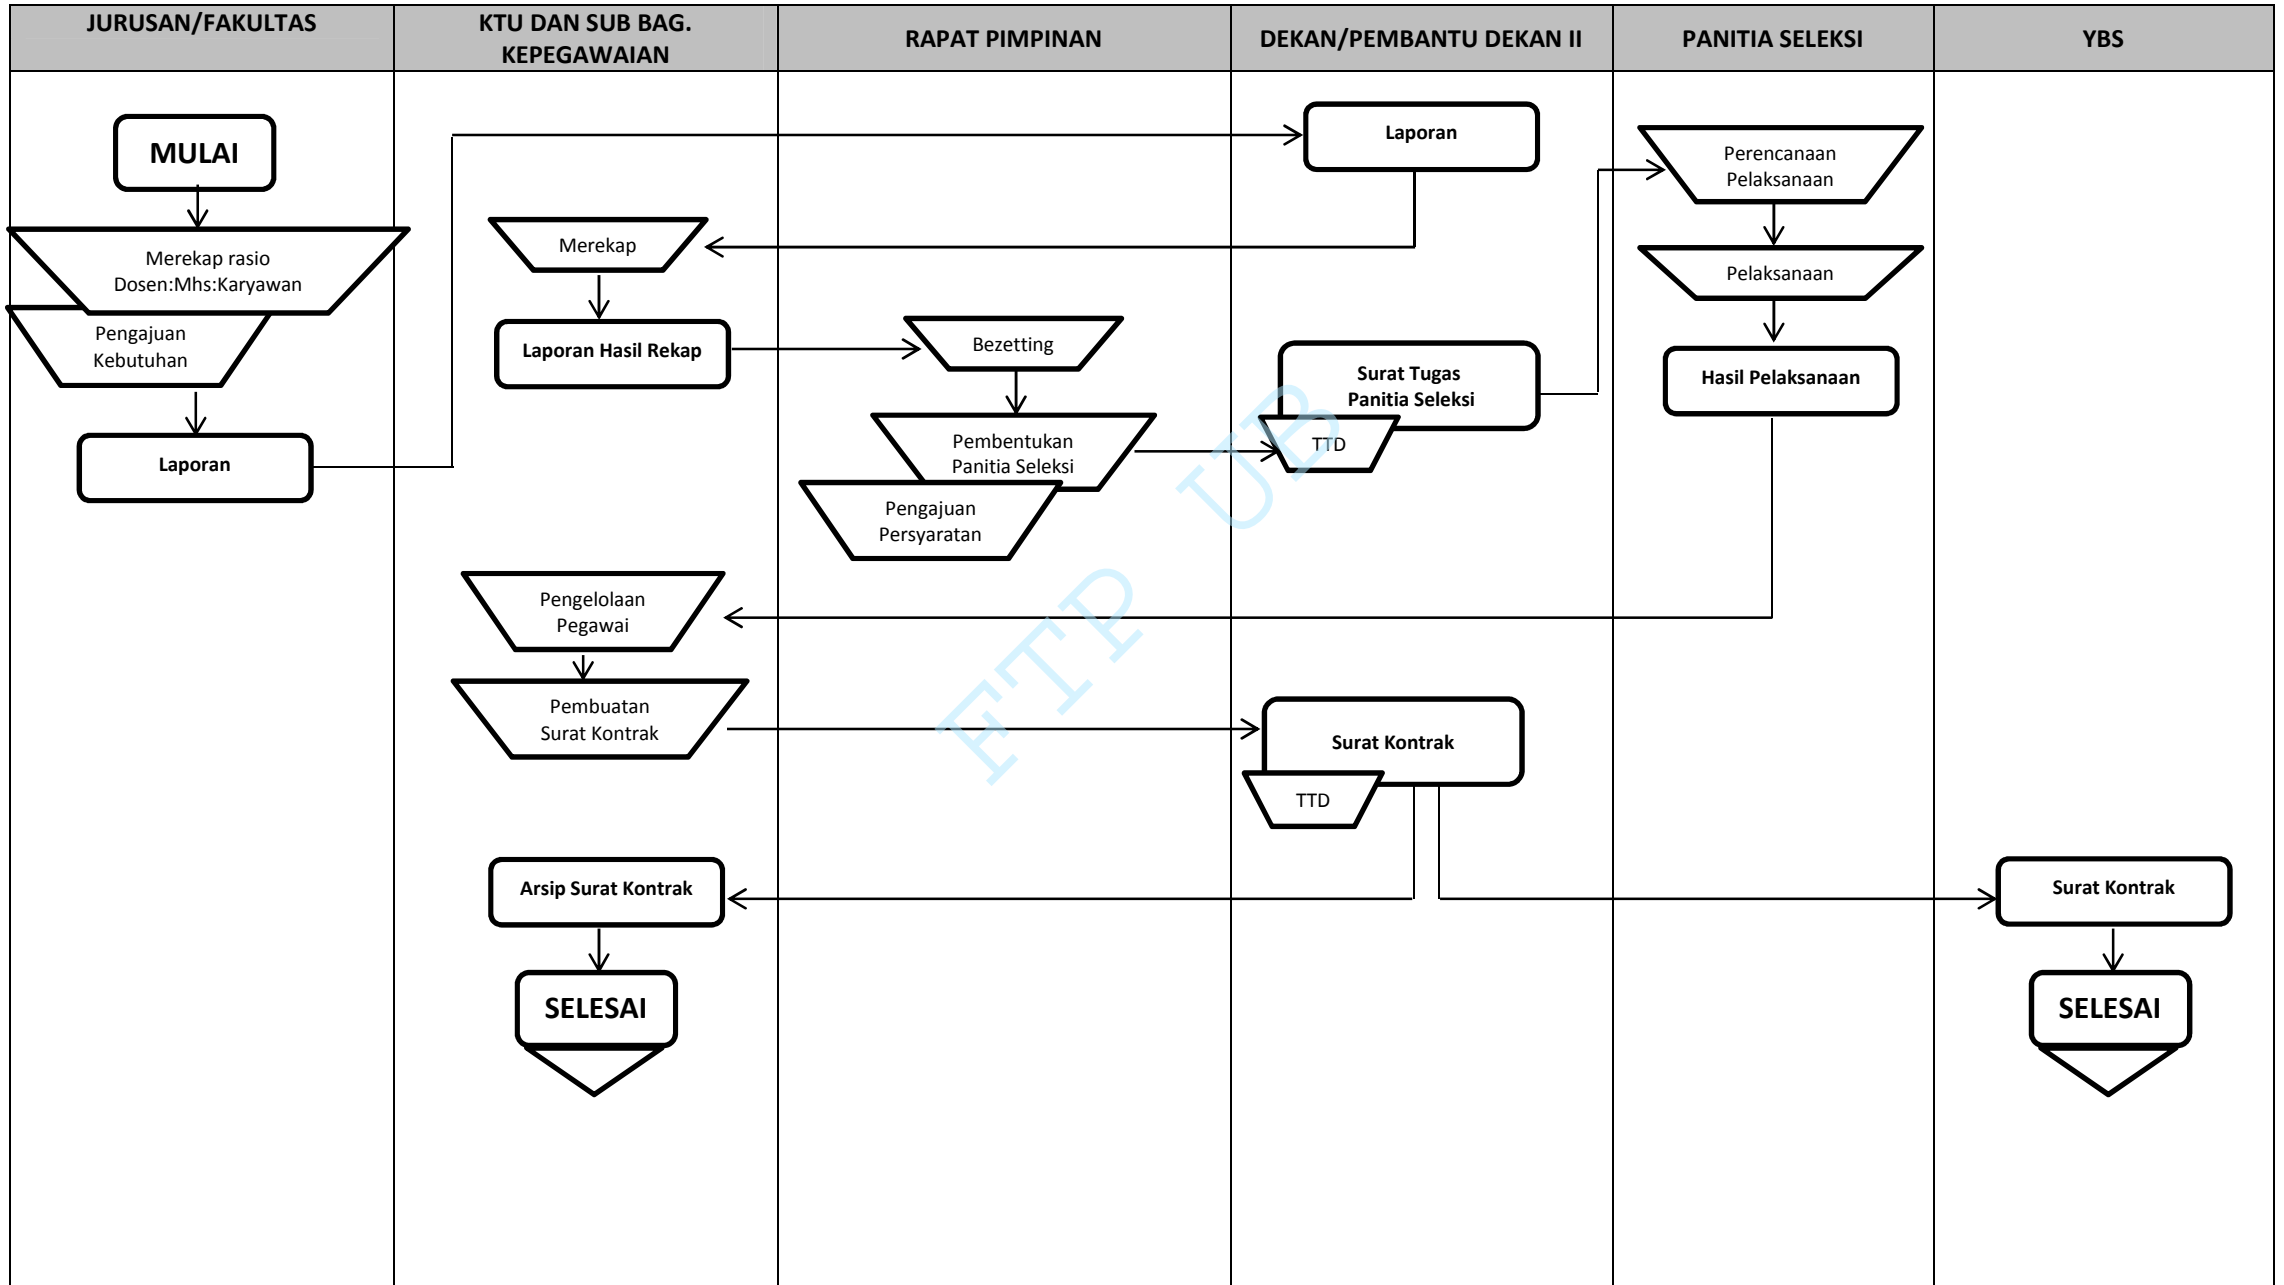 JURUSAN/FAKULTAS
KTU DAN SUB BAG.
KEPEGAWAIAN
RAPAT PIMPINAN
DEKAN/PEMBANTU DEKAN II
PANITIA SELEKSI
YBS
MULAI
Merekap rasio
Dosen:Mhs:Karyawan
Pengajuan
Kebutuhan
Laporan
Laporan
Merekap
Laporan Hasil Rekap
Bezetting
Pembentukan
Panitia Seleksi
Pengajuan
Persyaratan
Surat Tugas
Panitia Seleksi
TTD
Perencanaan
Pelaksanaan
Pelaksanaan
Hasil Pelaksanaan
Pengelolaan
Pegawai
Pembuatan
Surat Kontrak
Surat Kontrak
TTD
Arsip Surat Kontrak
SELESAI
Surat Kontrak
SELESAI
FTP UB